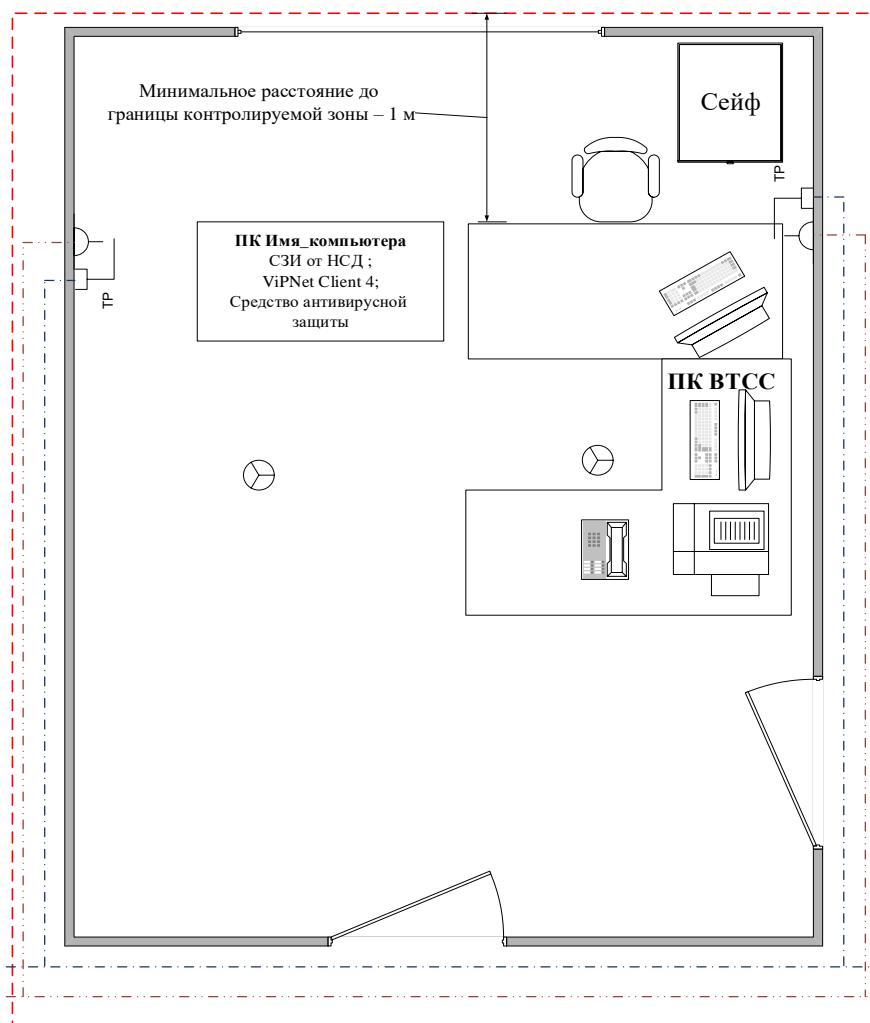 Минимальное расстояние до
границы контролируемой зоны – 1 м
Сейф
ТР
ПК Имя_компьютера
СЗИ от НСД ;
ViPNet Client 4;
Средство антивирусной
защиты
ТР
ПК ВТСС